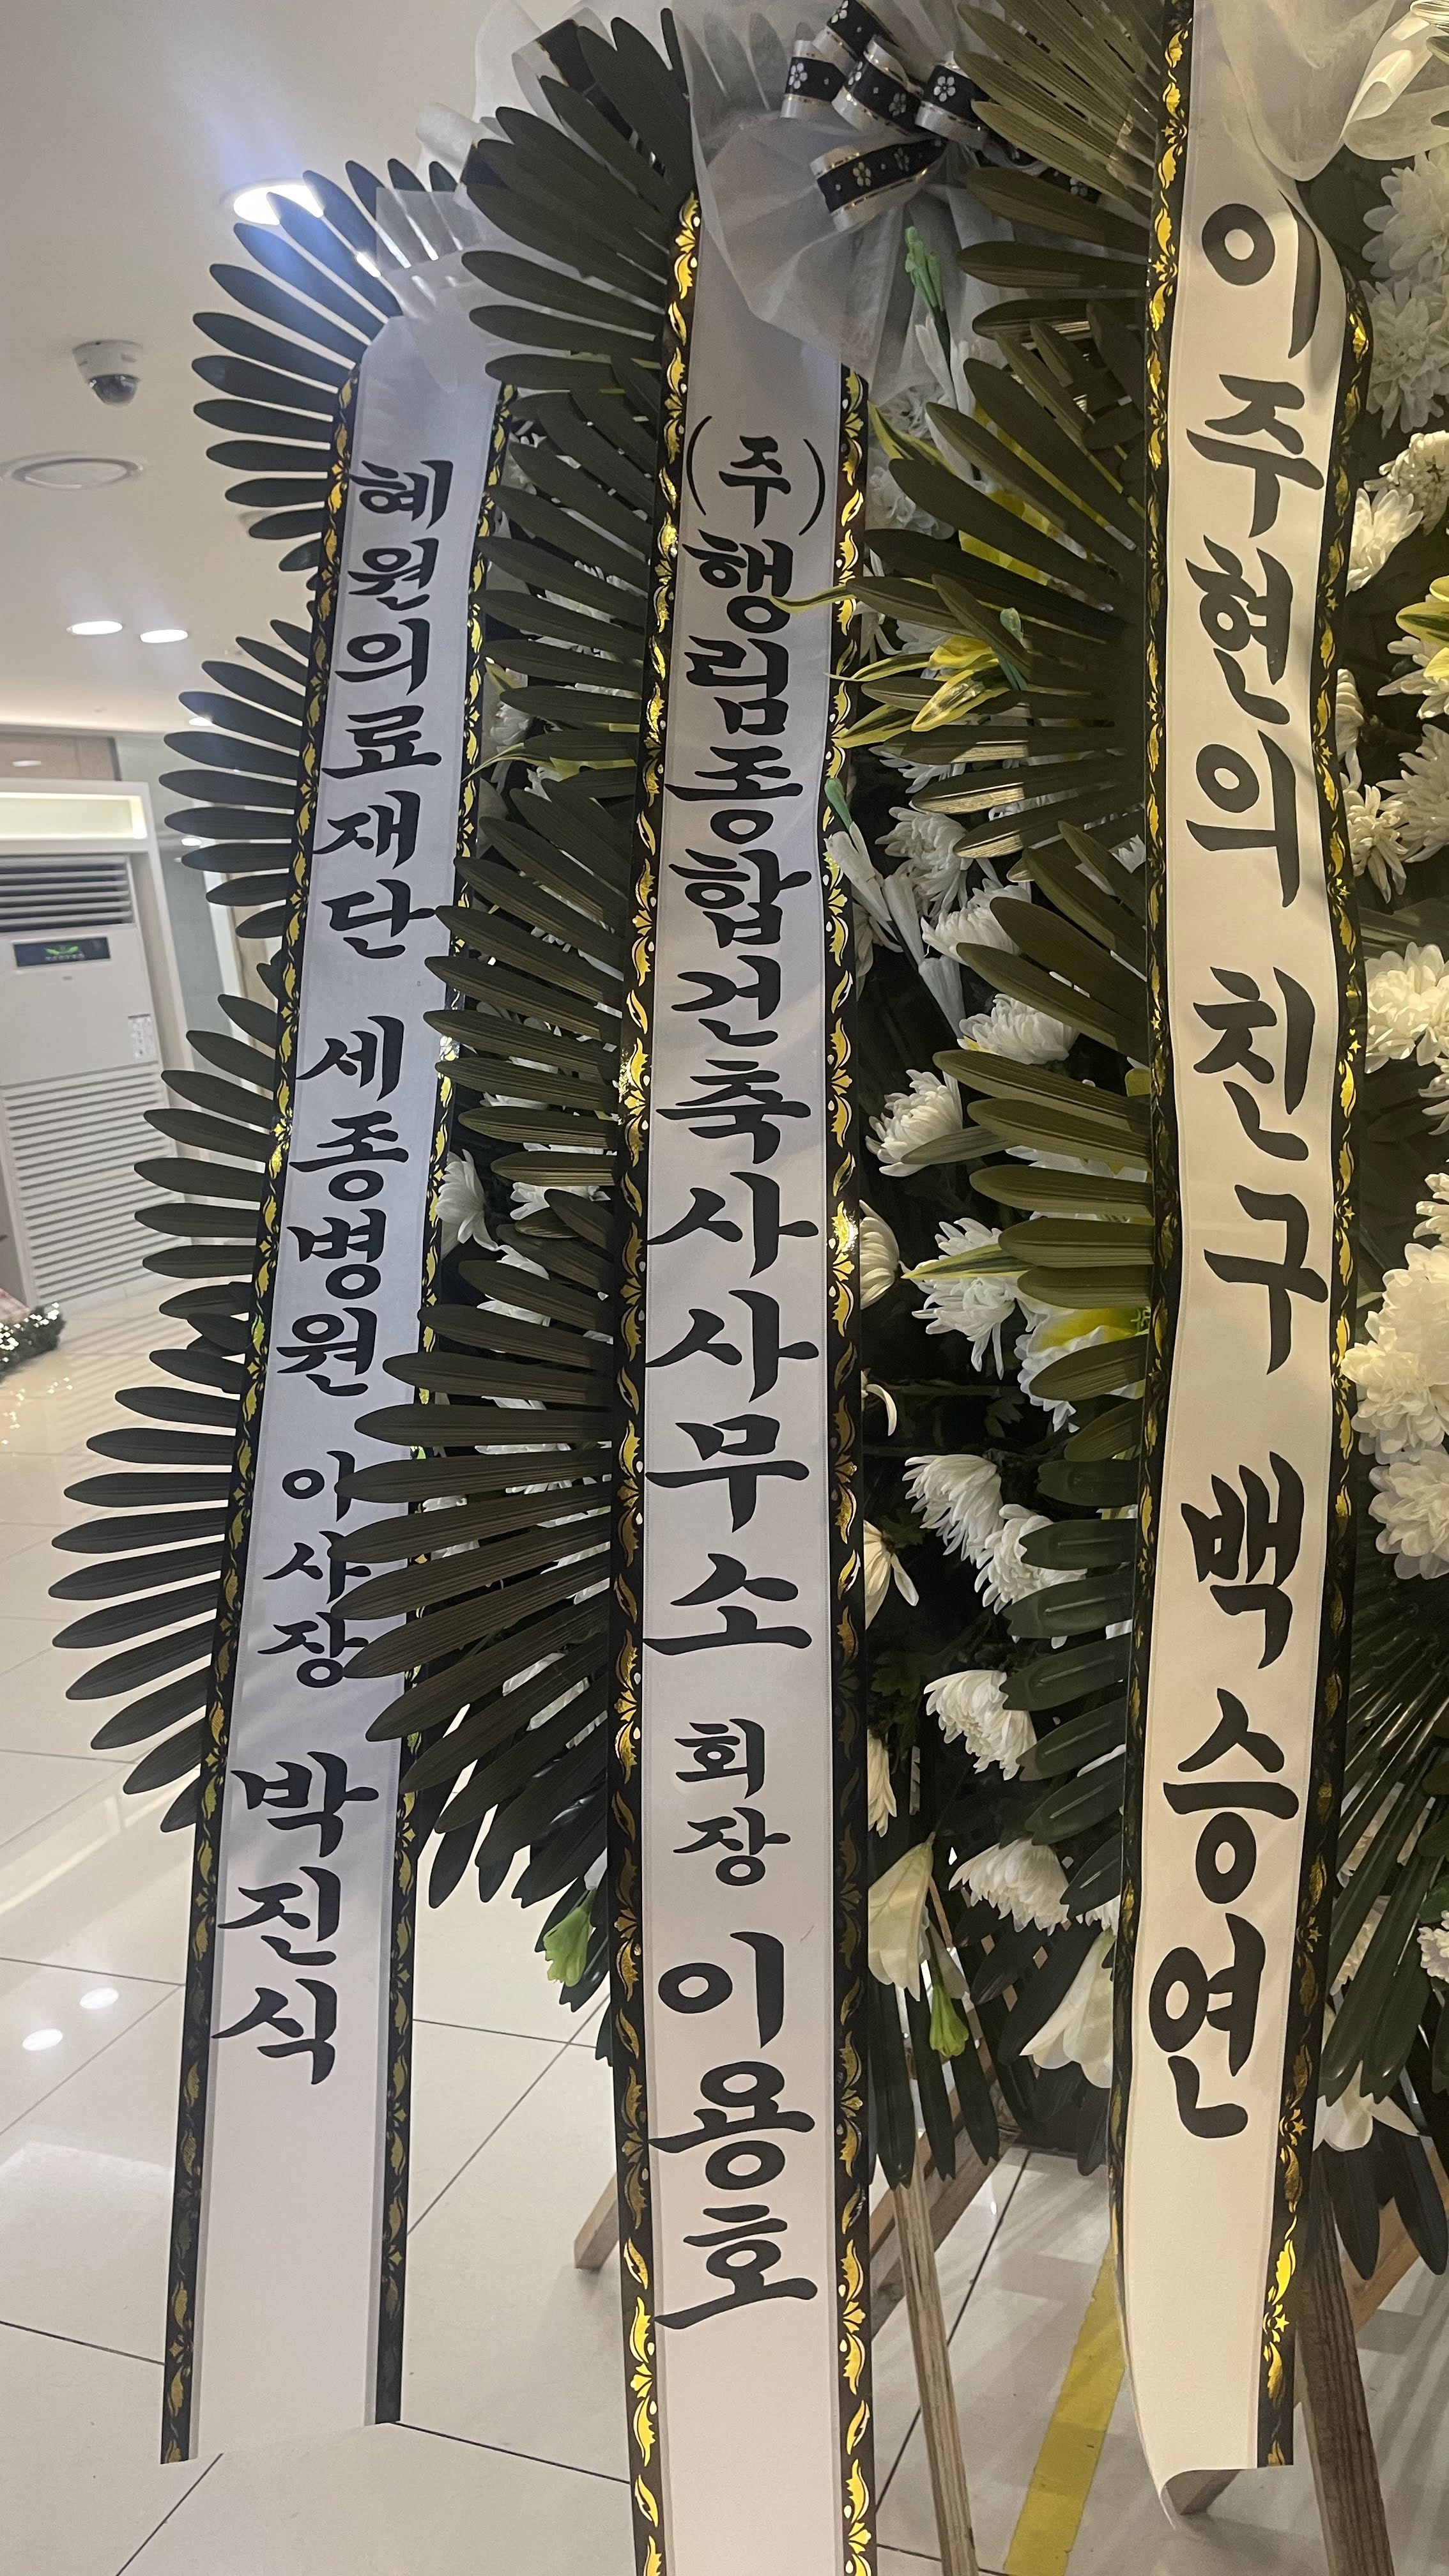 혜원의료재단 세종병원 이사장 박진식
(주)행림종합건축사사무소 회장 이용호
이주현의 친구 백승연